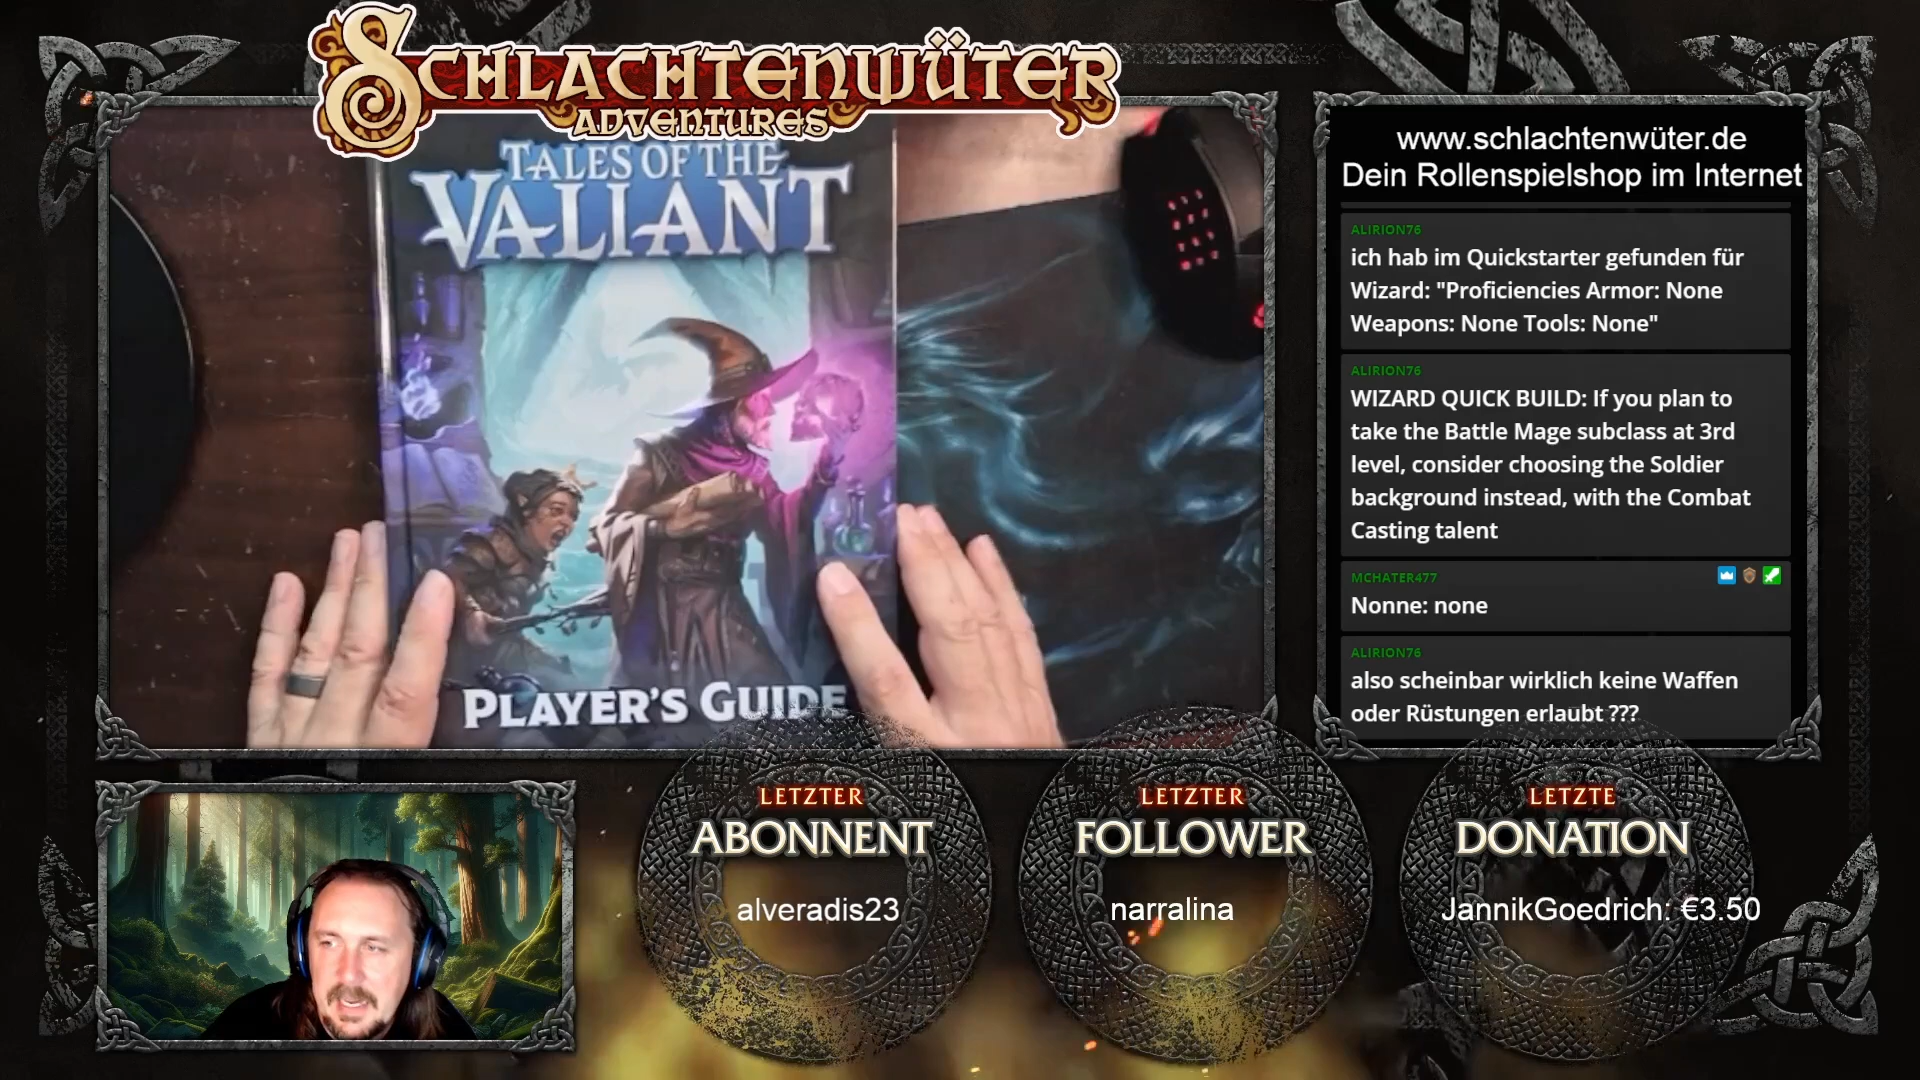 SCHLACHTENWÜTER
ADVENTURES
TALES OF THE
VALIANT
PLAYER'S GUIDE
www.schlachtenwüter.de
Dein Rollenspielshop im Internet
ALIRION76
ich hab im Quickstarter gefunden für
Wizard: "Proficiencies Armor: None
Weapons: None Tools: None"
ALIRION76
WIZARD QUICK BUILD: If you plan to
take the Battle Mage subclass at 3rd
level, consider choosing the Soldier
background instead, with the Combat
Casting talent
MCHATER477
Nonne: none
ALIRION76
also scheinbar wirklich keine Waffen
oder Rüstungen erlaubt ???
LETZTER
ABONNENT
alveradis23
LETZTER
FOLLOWER
narralina
LETZTE
DONATION
JannikGoedrich: €3.50